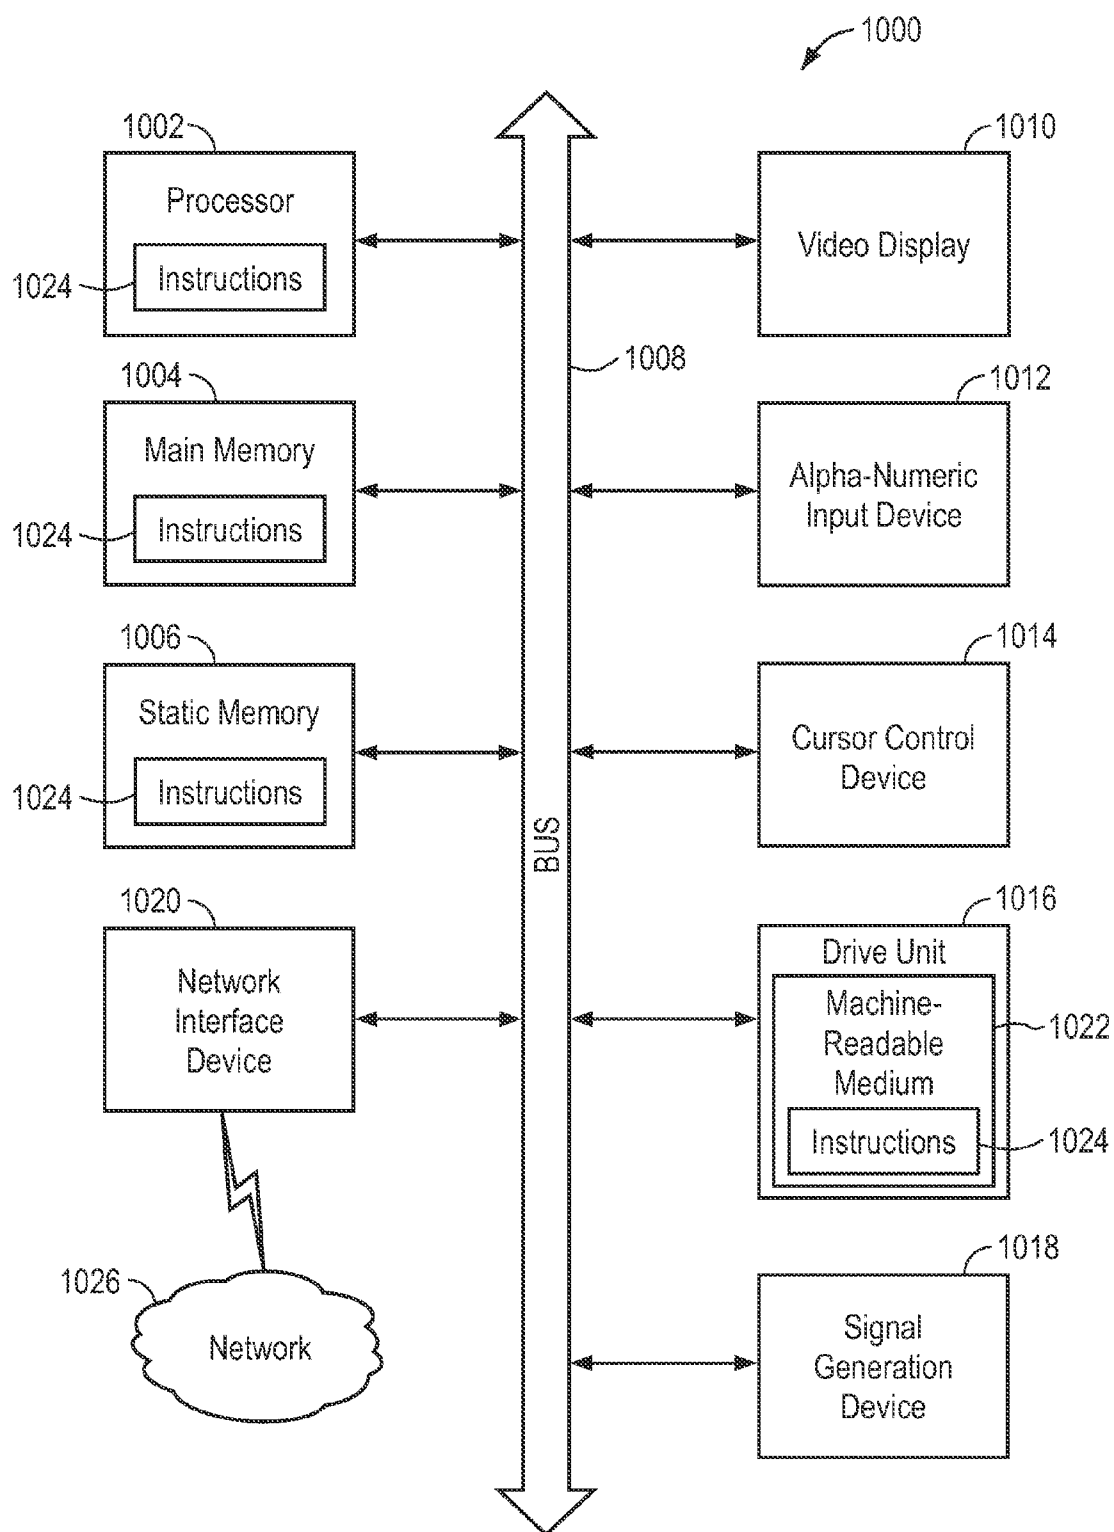 1000
1002
Processor
1024
Instructions
1004
Main Memory
1024
Instructions
1006
Static Memory
1024
Instructions
1020
Network
Interface
Device
1026
Network
1008
BUS
1010
Video Display
1012
Alpha-Numeric
Input Device
1014
Cursor Control
Device
1016
Drive Unit
Machine-
Readable
Medium
1022
Instructions
1024
1018
Signal
Generation
Device